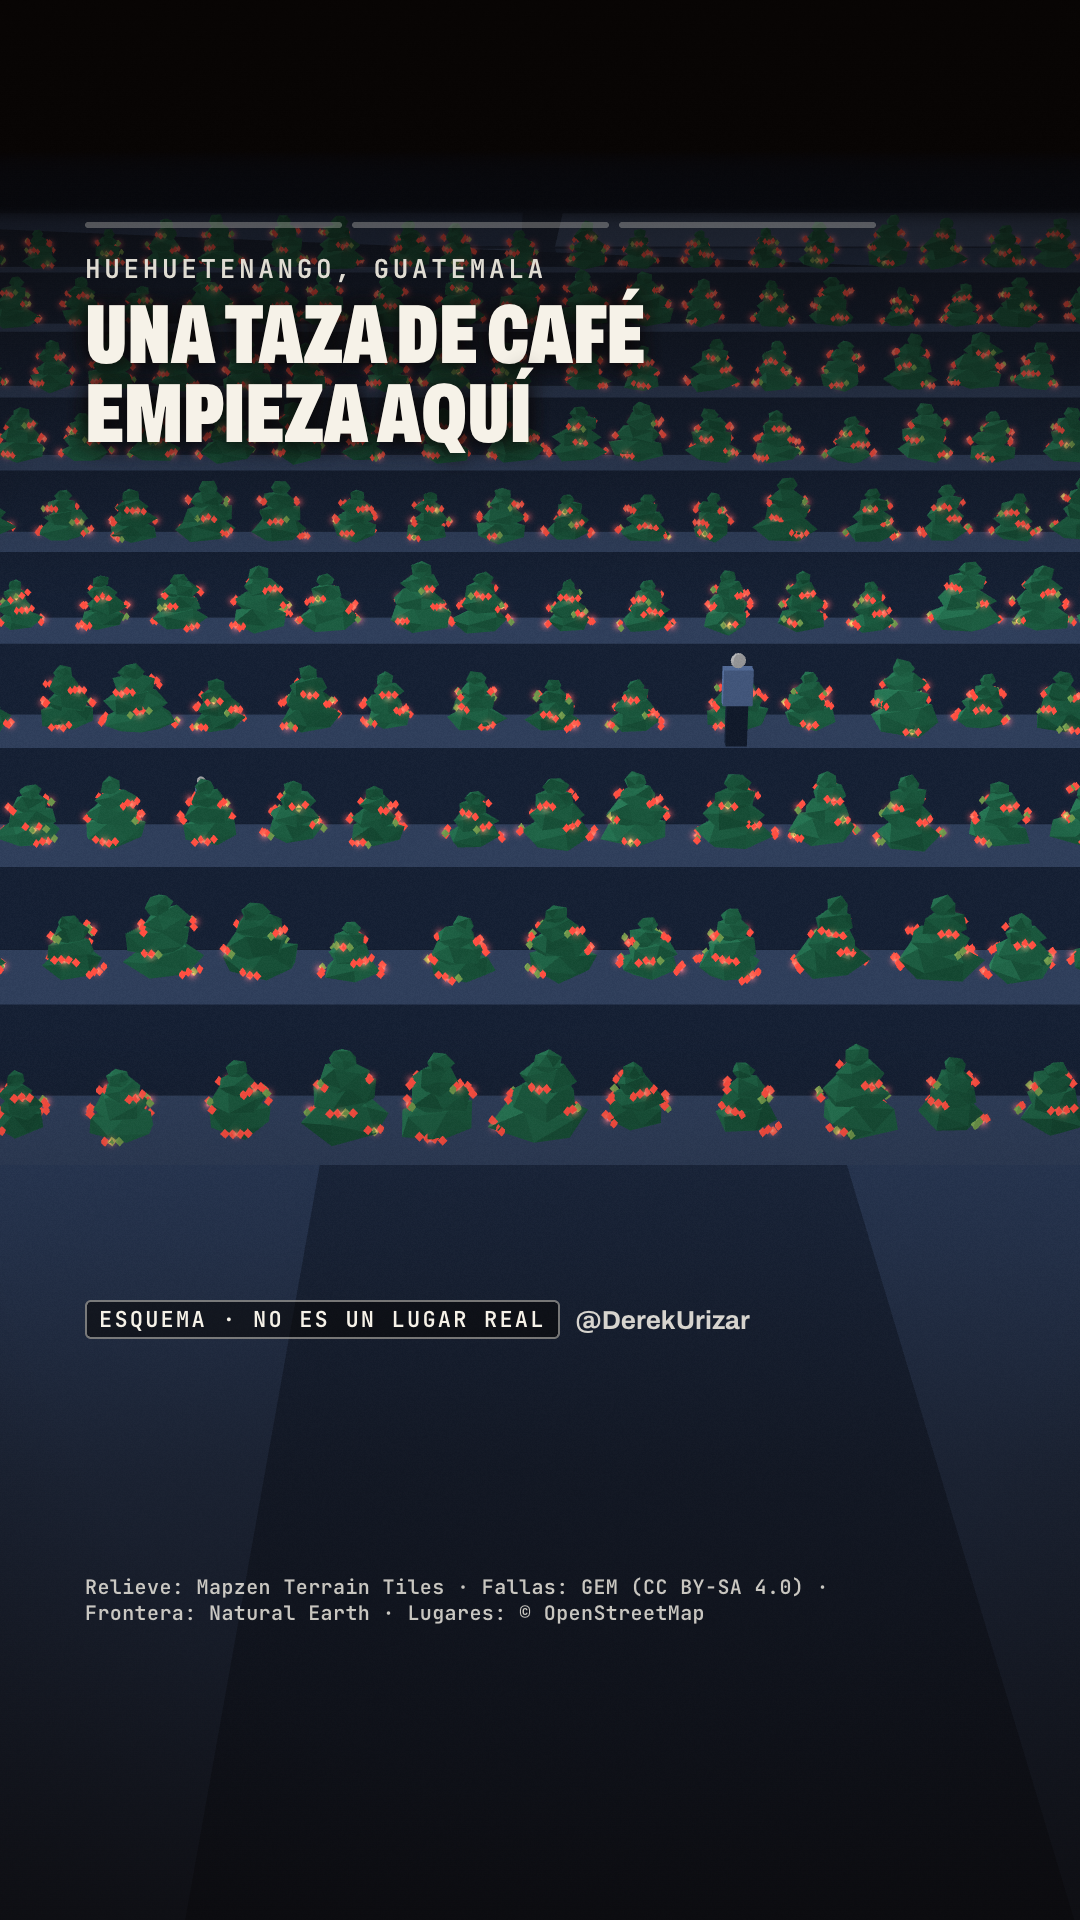 HUEHUETENANGO, GUATEMALA
UNA TAZA DE CAFÉ
EMPIEZA AQUÍ
ESQUEMA · NO ES UN LUGAR REAL
@DerekUrizar
Relieve: Mapzen Terrain Tiles · Fallas: GEM (CC BY-SA 4.0) ·
Frontera: Natural Earth · Lugares: © OpenStreetMap